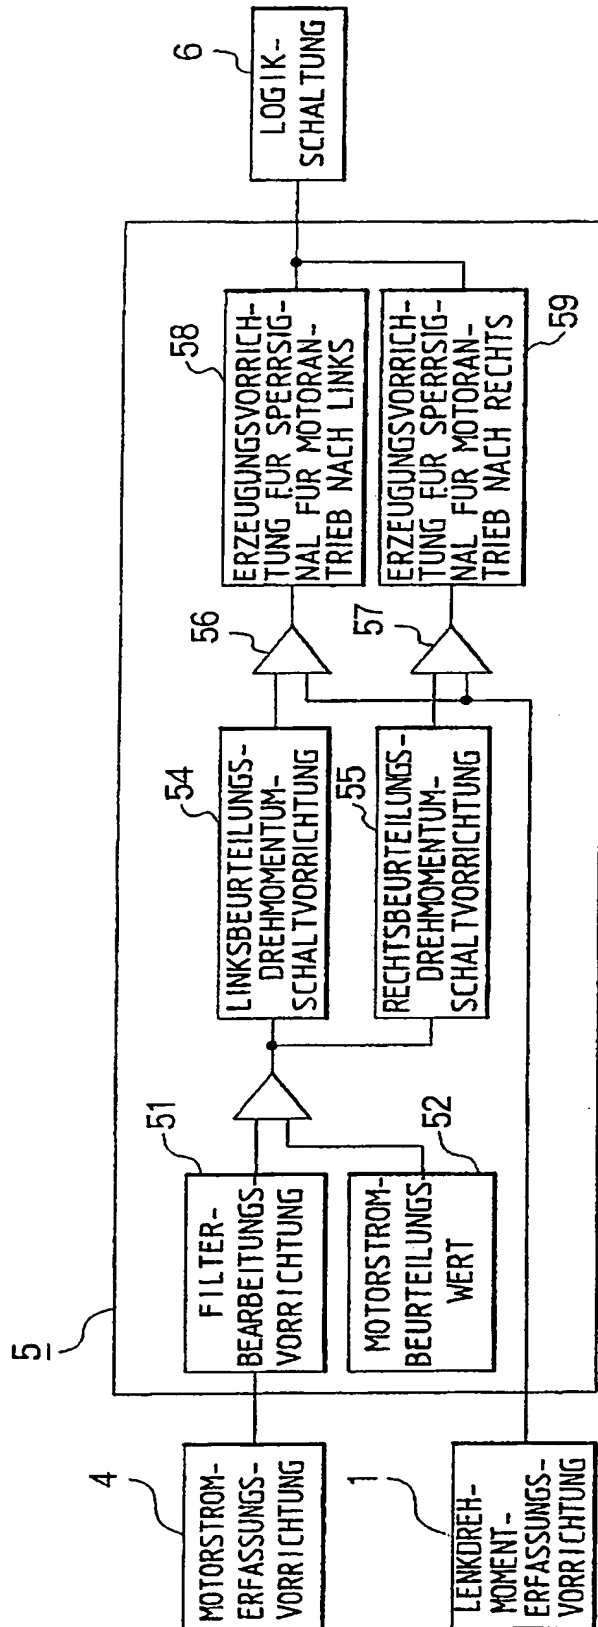 5
4
MOTORSTROM-
ERFASSUNGS-
VORRICHTUNG
1
LENKDREH-
MOMENT-
ERFASSUNGS-
VORRICHTUNG
51
FILTER-
BEARBEITUNGS-
VORRICHTUNG
52
MOTORSTROM-
BEURTEILUNGS-
WERT
54
LINKSBEURTEILUNGS-
DREHMOMENTUM-
SCHALTVORRICHTUNG
55
RECHTSBEURTEILUNGS-
DREHMOMENTUM-
SCHALTVORRICHTUNG
56
57
58
ERZEUGUNGSVORRICH-
TUNG FÜR SPERRSIG-
NAL FÜR MOTORAN-
TRIEB NACH LINKS
59
ERZEUGUNGSVORRICH-
TUNG FÜR SPERRSIG-
NAL FÜR MOTORAN-
TRIEB NACH RECHTS
6
LOGIK-
SCHALTUNG